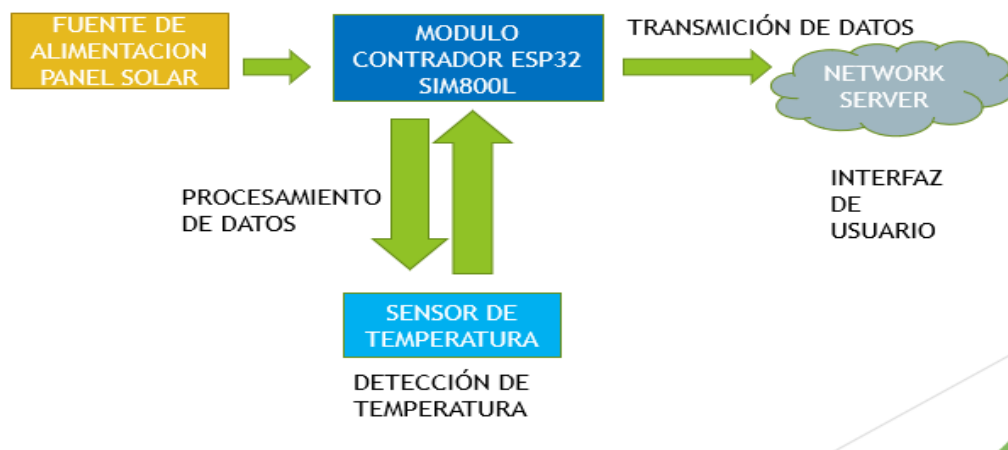 FUENTE DE
ALIMENTACION
PANEL SOLAR
MODULO
CONTRADOR ESP32
SIM800L
TRANSMICIÓN DE DATOS
NETWORK
SERVER
PROCESAMIENTO
DE DATOS
INTERFAZ
DE
USUARIO
SENSOR DE
TEMPERATURA
DETECCIÓN DE
TEMPERATURA